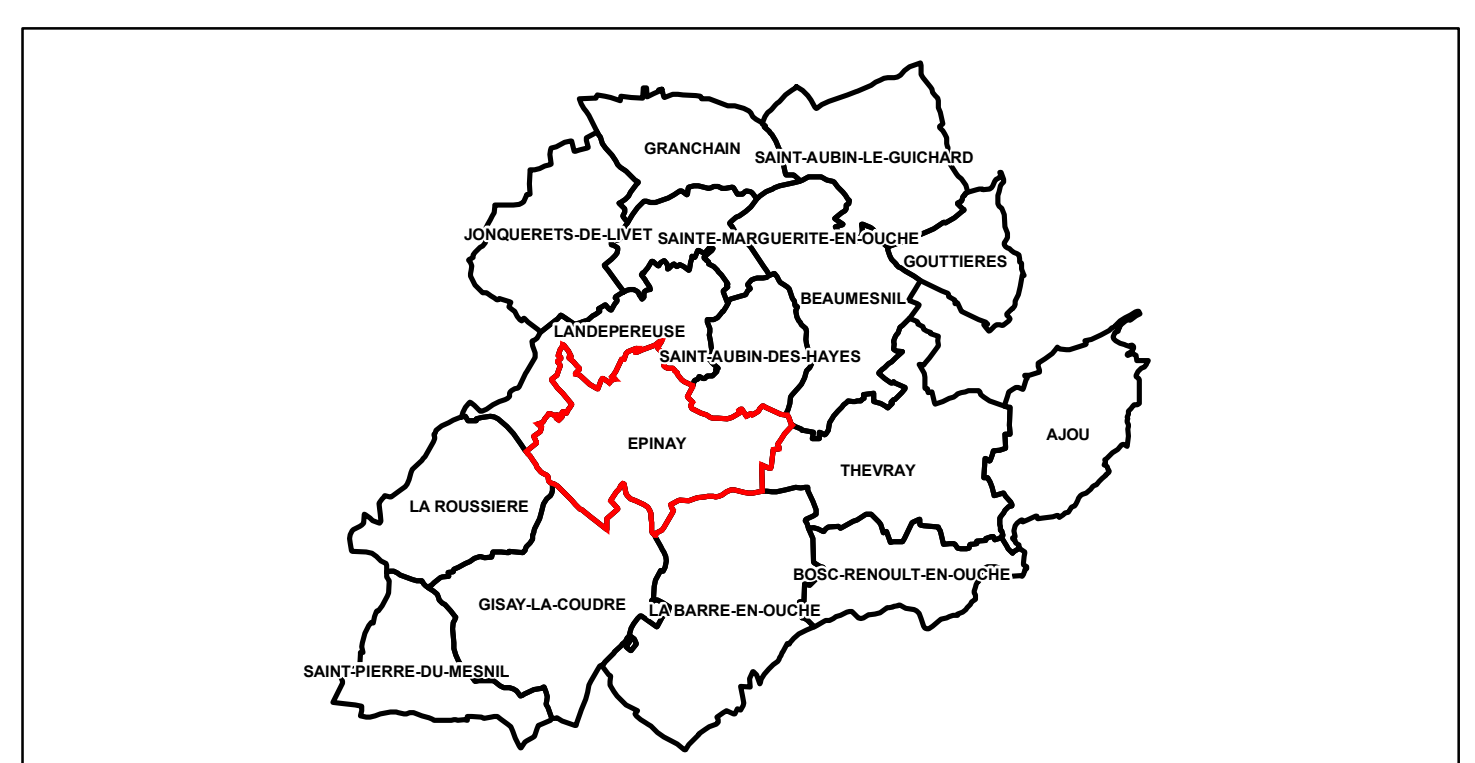 GRANCHAIN
SAINT-AUBIN-LE-GUICHARD
JONQUERETS-DE-LIVET
SAINTE-MARGUERITE-EN-OUCHE
GOUTTIERES
BEAUMESNIL
LANDEPEREUSE
SAINT-AUBIN-DES-HAYES
AJOU
EPINAY
THEVRAY
LA ROUSSIERE
BOSC-RENOULT-EN-OUCHE
GISAY-LA-COUDRE
LA BARRE-EN-OUCHE
SAINT-PIERRE-DU-MESNIL